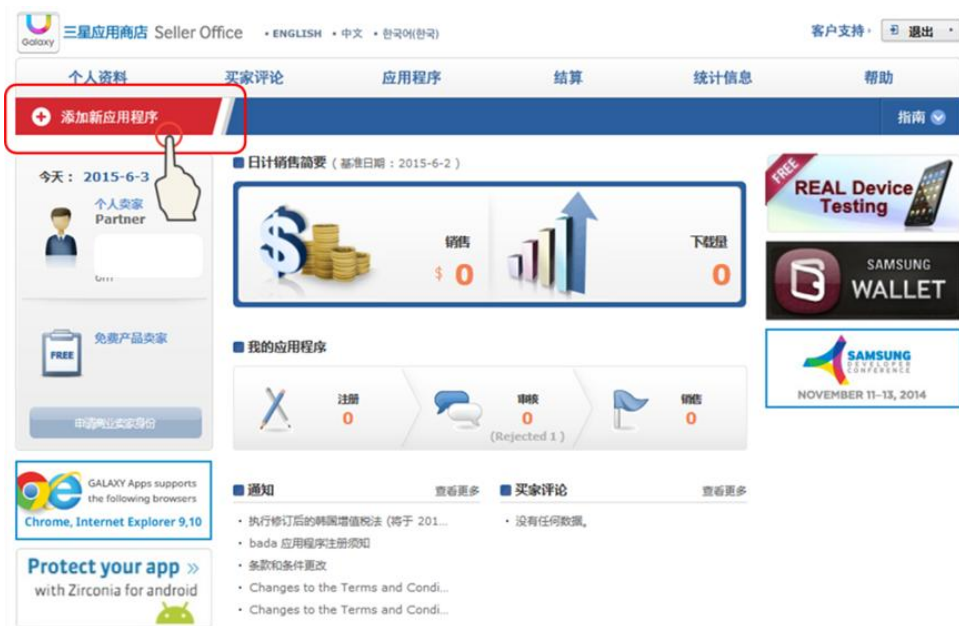 Galaxy
三星应用商店 Seller Office
• ENGLISH • 中文 • 한국어(한국)
客户支持
退出
个人资料 买家评论 应用程序 结算 统计信息 帮助
添加新应用程序
指南
今天： 2015-6-3
个人卖家
Partner
免费产品卖家
FREE
申请商业卖家身份
GALAXY Apps supports
the following browsers
Chrome, Internet Explorer 9,10
Protect your app »
with Zirconia for android
日计销售简要 ( 基准日期 : 2015-6-2 )
销售
$ 0
下载量
0
我的应用程序
注册
0
审核
0
(Rejected 1 )
销售
0
通知 查看更多
• 执行修订后的韩国增值税法 (将于 201...
• bada 应用程序注册须知
• 条款和条件更改
• Changes to the Terms and Condi...
• Changes to the Terms and Condi...
买家评论 查看更多
• 没有任何数据。
FREE
REAL Device
Testing
SAMSUNG
WALLET
SAMSUNG
DEVELOPER
CONFERENCE
NOVEMBER 11–13, 2014